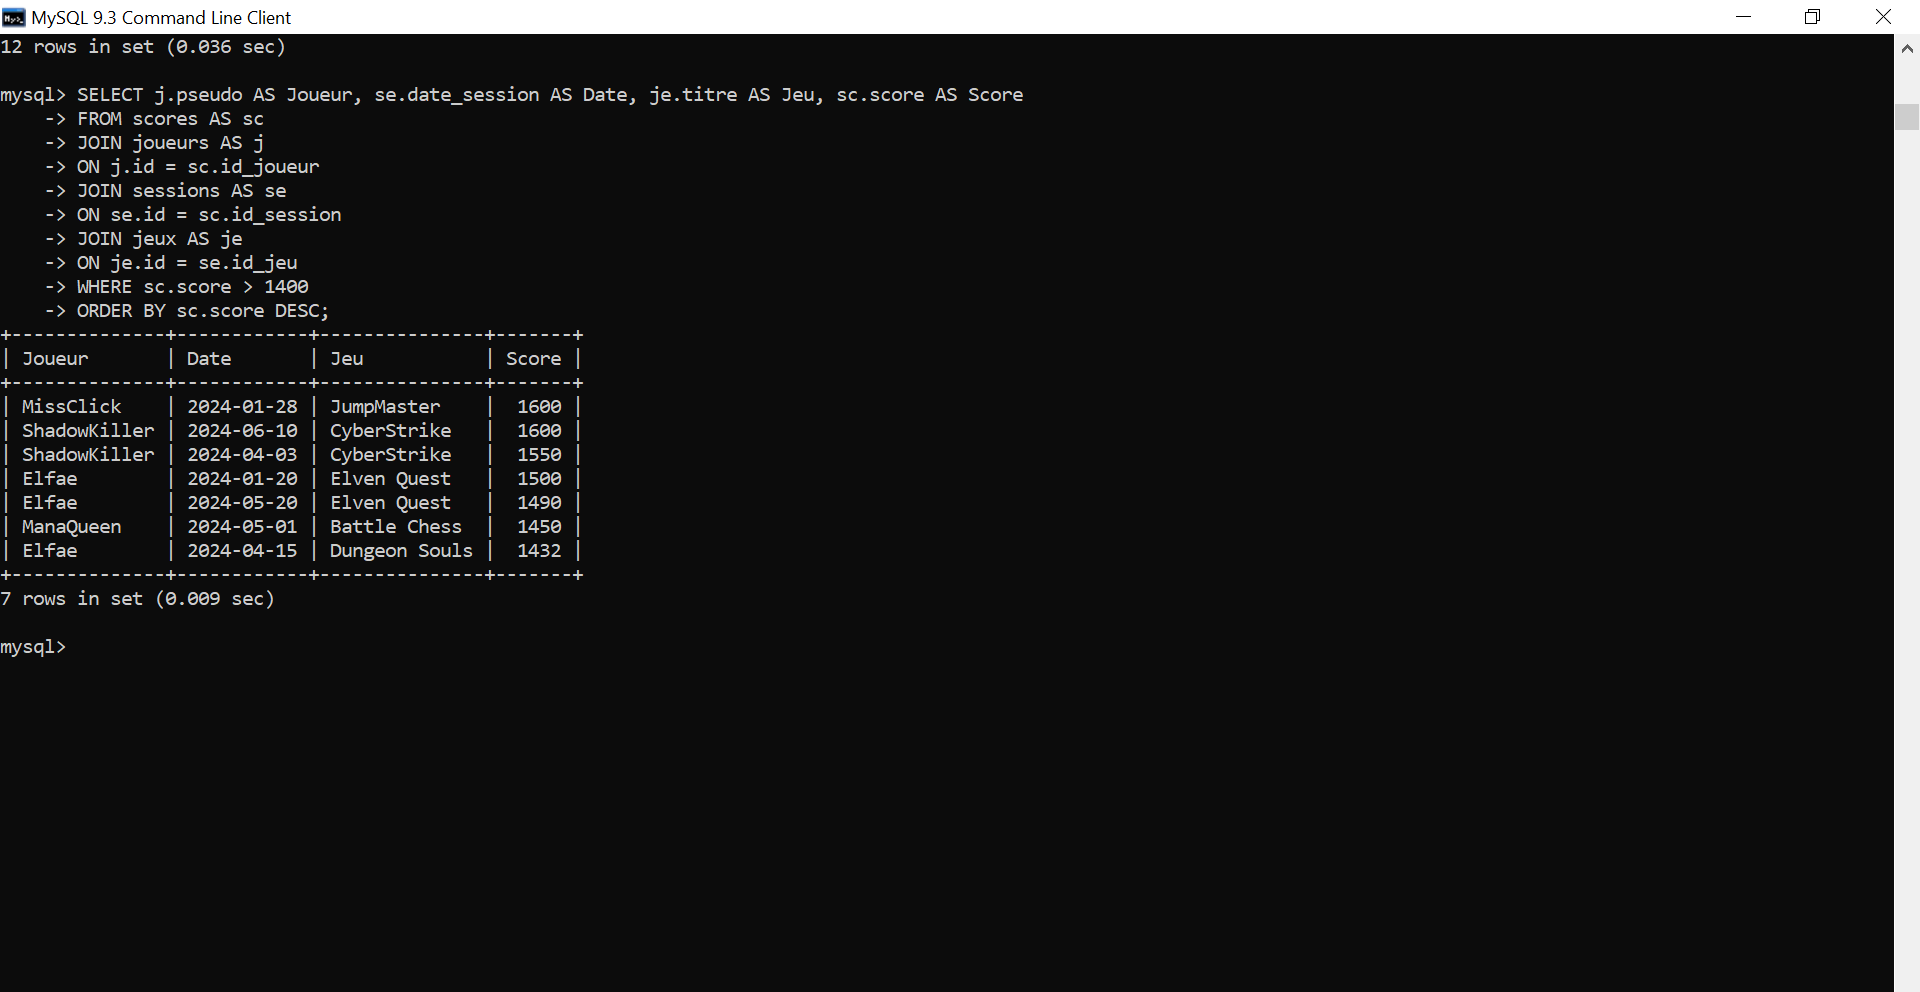 MySQL 9.3 Command Line Client
12 rows in set (0.036 sec)
mysql> SELECT j.pseudo AS Joueur, se.date_session AS Date, je.titre AS Jeu, sc.score AS Score
    -> FROM scores AS sc
    -> JOIN joueurs AS j
    -> ON j.id = sc.id_joueur
    -> JOIN sessions AS se
    -> ON se.id = sc.id_session
    -> JOIN jeux AS je
    -> ON je.id = se.id_jeu
    -> WHERE sc.score > 1400
    -> ORDER BY sc.score DESC;
+--------------+------------+---------------+-------+
| Joueur       | Date       | Jeu           | Score |
+--------------+------------+---------------+-------+
| MissClick    | 2024-01-28 | JumpMaster    |  1600 |
| ShadowKiller | 2024-06-10 | CyberStrike   |  1600 |
| ShadowKiller | 2024-04-03 | CyberStrike   |  1550 |
| Elfae        | 2024-01-20 | Elven Quest   |  1500 |
| Elfae        | 2024-05-20 | Elven Quest   |  1490 |
| ManaQueen    | 2024-05-01 | Battle Chess  |  1450 |
| Elfae        | 2024-04-15 | Dungeon Souls |  1432 |
+--------------+------------+---------------+-------+
7 rows in set (0.009 sec)
mysql>